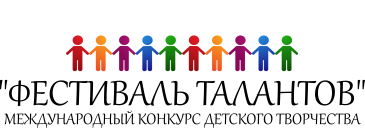 "ФЕСТИВАЛЬ ТАЛАНТОВ"
МЕЖДУНАРОДНЫЙ КОНКУРС ДЕТСКОГО ТВОРЧЕСТВА